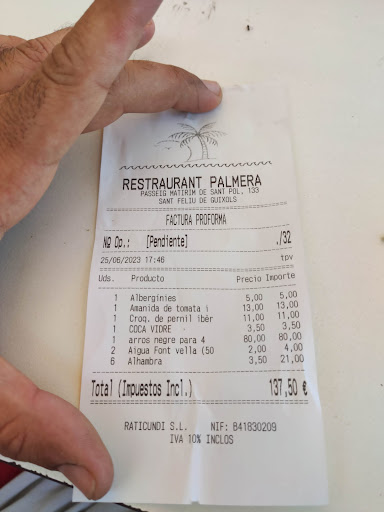 RESTRAURANT PALMERA
PASSEIG MATIRIM DE SANT POL, 133
SANT FELIU DE GUIXOLS
FACTURA PROFORMA
Nº Op.: [Pendiente] ./32
25/06/2023 17:46 tpv
Uds. Producto Precio Importe
1 Alberginies 5,00 5,00
1 Amanida de tomata i 13,00 13,00
1 Croq. de pernil ibèr 11,00 11,00
1 COCA VIDRE 3,50 3,50
1 arros negre para 4 80,00 80,00
2 Aigua Font vella (50 2,00 4,00
6 Alhambra 3,50 21,00
Total (Impuestos Incl.) 137,50 €
RATICUNDI S.L. NIF: B41830209
IVA 10% INCLOS